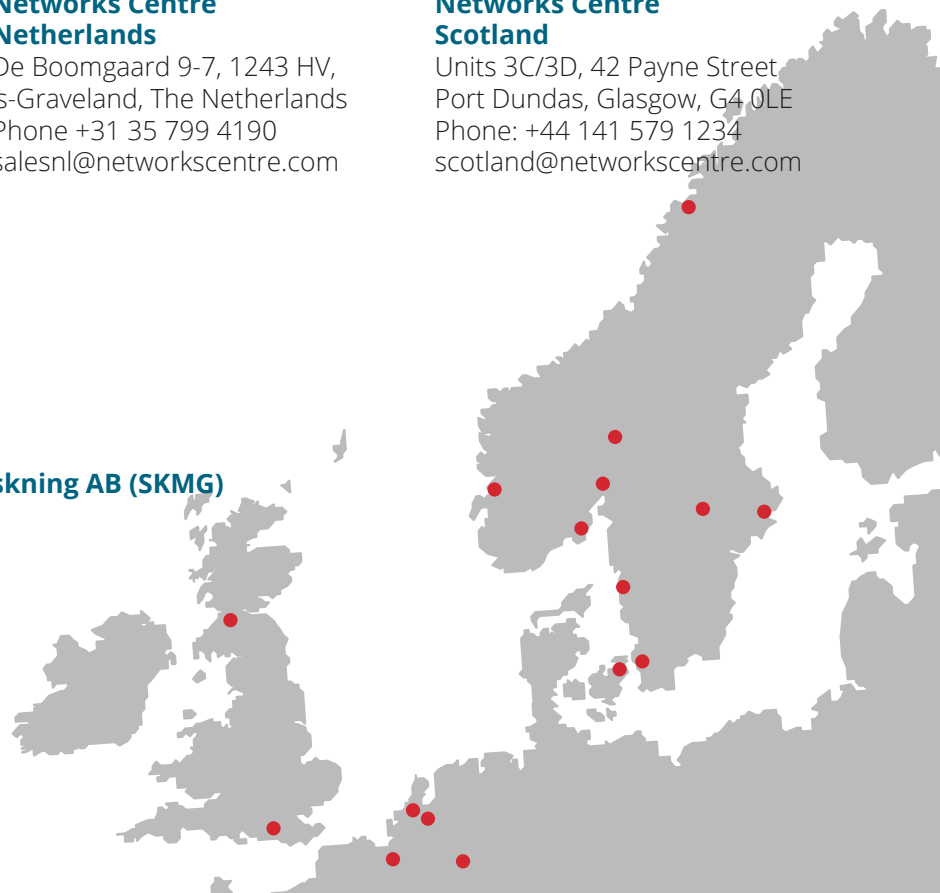 Networks Centre
Netherlands
De Boomgaard 9-7, 1243 HV,
s-Graveland, The Netherlands
Phone +31 35 799 4190
salesnl@networkscentre.com
Networks Centre
Scotland
Units 3C/3D, 42 Payne Street
Port Dundas, Glasgow, G4 0LE
Phone: +44 141 579 1234
scotland@networkscentre.com
skning AB (SKMG)